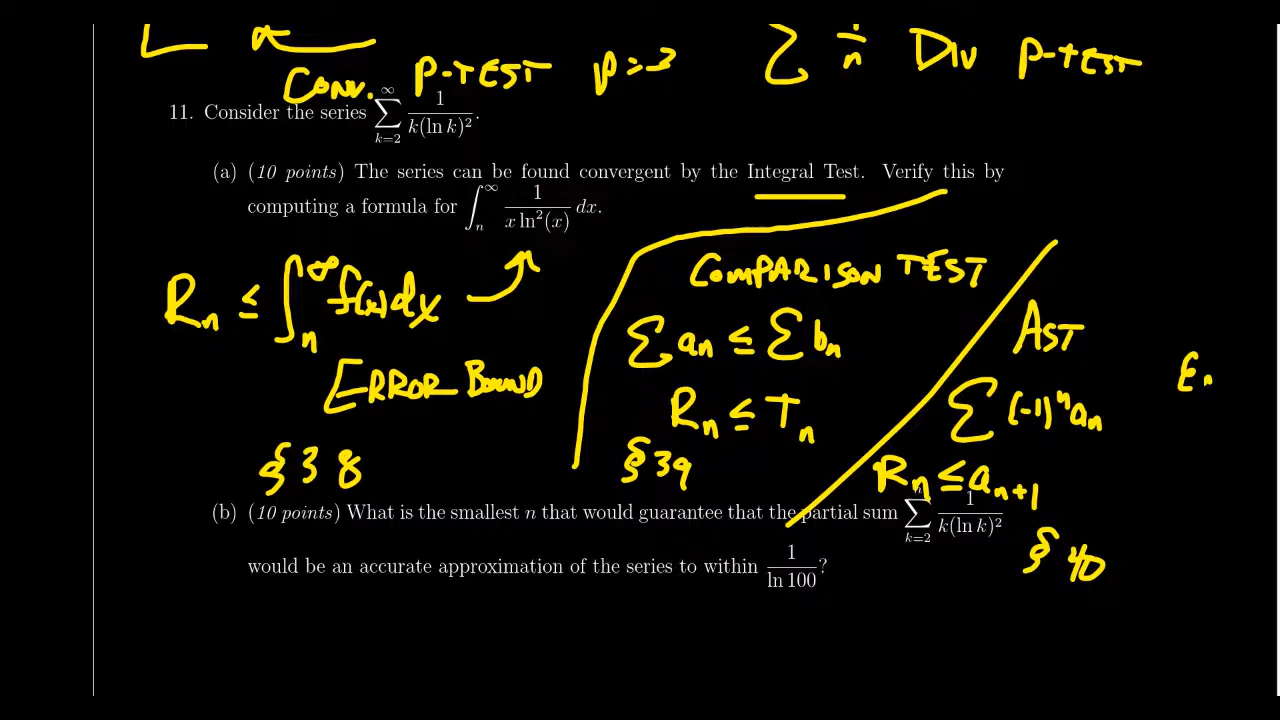 CONV. P-TEST P=3 Σ 1/n DIV P-TEST
11. Consider the series ∑_{k=2}^{∞} 1/(k(ln k)^2).
(a) (10 points) The series can be found convergent by the Integral Test. Verify this by
computing a formula for ∫_n^∞ 1/(x ln^2(x)) dx.
R_n ≤ ∫_n^∞ f(x)dx
ERROR BOUND
§38
COMPARISON TEST
Σ a_n ≤ Σ b_n
R_n ≤ T_n
§39
AST
Σ (-1)^n a_n
R_n ≤ a_{n+1}
§40
(b) (10 points) What is the smallest n that would guarantee that the partial sum ∑_{k=2}^{n} 1/(k(ln k)^2)
would be an accurate approximation of the series to within 1/(ln 100)?